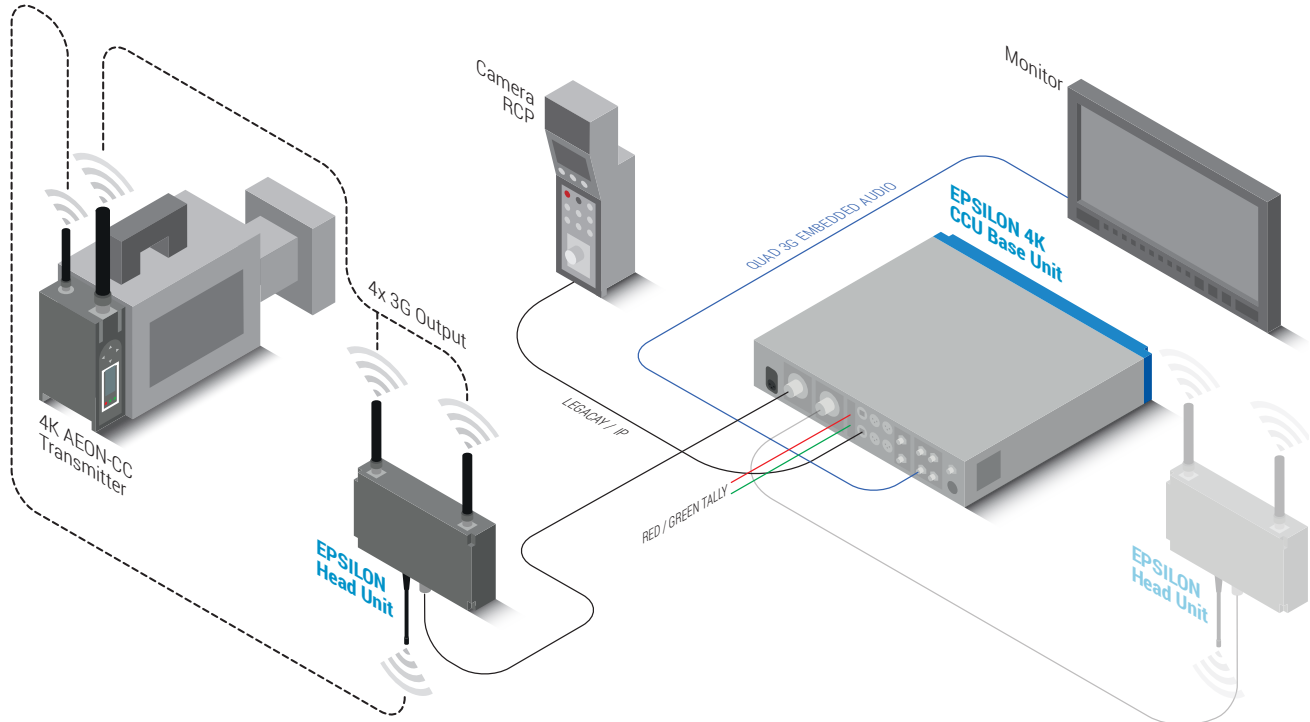 Camera
RCP
Monitor
QUAD 3G EMBEDDED AUDIO
EPSILON 4K
CCU Base Unit
4x 3G Output
LEGACAY / IP
4K AEON-CC
Transmitter
RED / GREEN TALLY
EPSILON
Head Unit
EPSILON
Head Unit